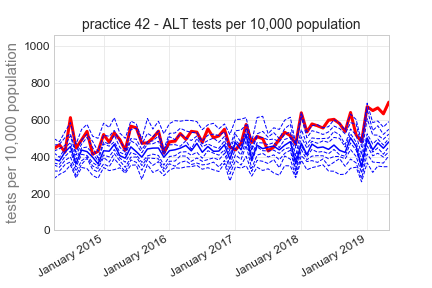 practice 42 - ALT tests per 10,000 population
tests per 10,000 population
1000
800
600
400
200
0
January 2015
January 2016
January 2017
January 2018
January 2019